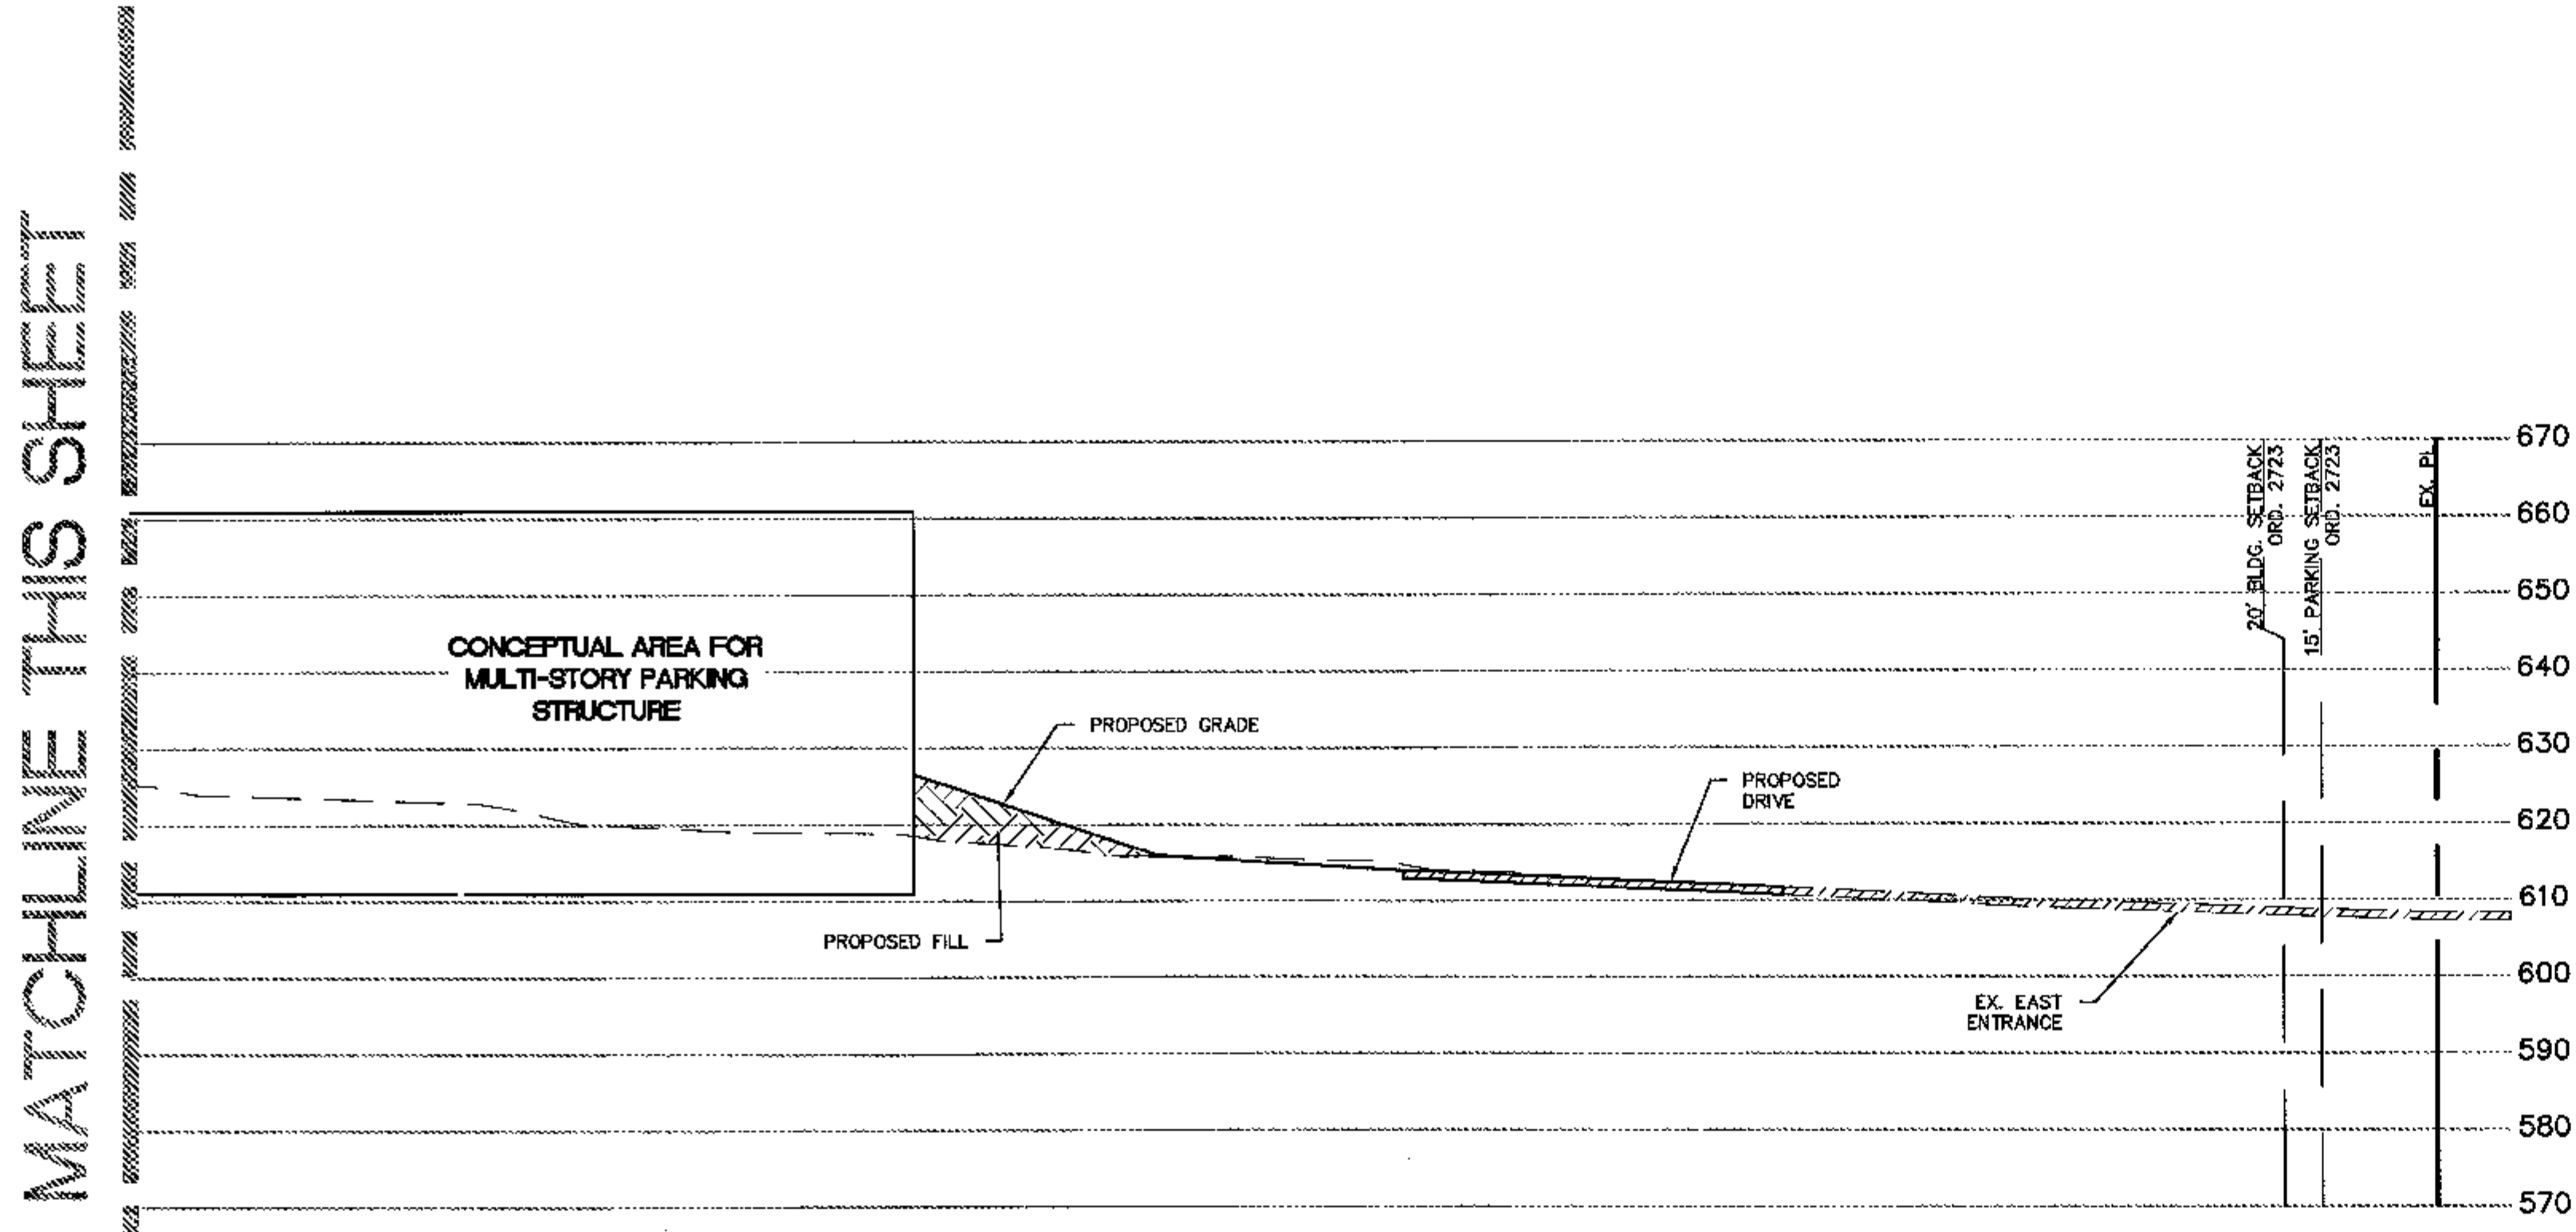 MATCHLINE THIS SHEET
CONCEPTUAL AREA FOR
MULTI-STORY PARKING
STRUCTURE
PROPOSED GRADE
PROPOSED FILL
PROPOSED
DRIVE
EX. EAST
ENTRANCE
20' BLDG. SETBACK
ORD. 2723
15' PARKING SETBACK
ORD. 2723
EX. PL
670
660
650
640
630
620
610
600
590
580
570